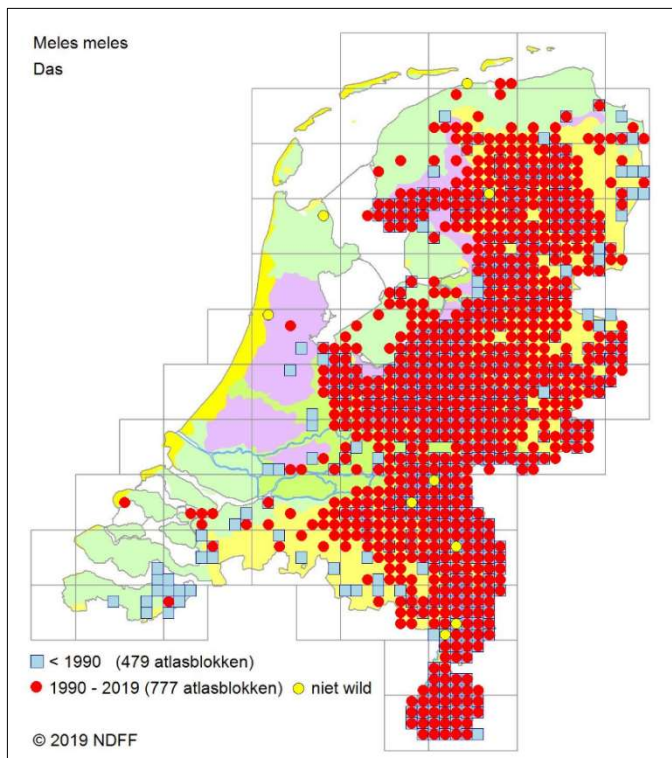 Meles meles
Das
< 1990 (479 atlasblokken)
1990 - 2019 (777 atlasblokken) niet wild
© 2019 NDFF